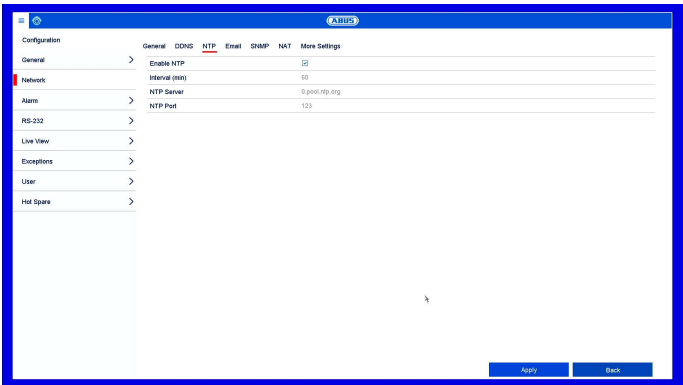 ABUS
Configuration
General
Network
Alarm
RS-232
Live View
Exceptions
User
Hot Spare
General DDNS NTP Email SNMP NAT More Settings
Enable NTP
Interval (min) 60
NTP Server 0.pool.ntp.org
NTP Port 123
Apply Back